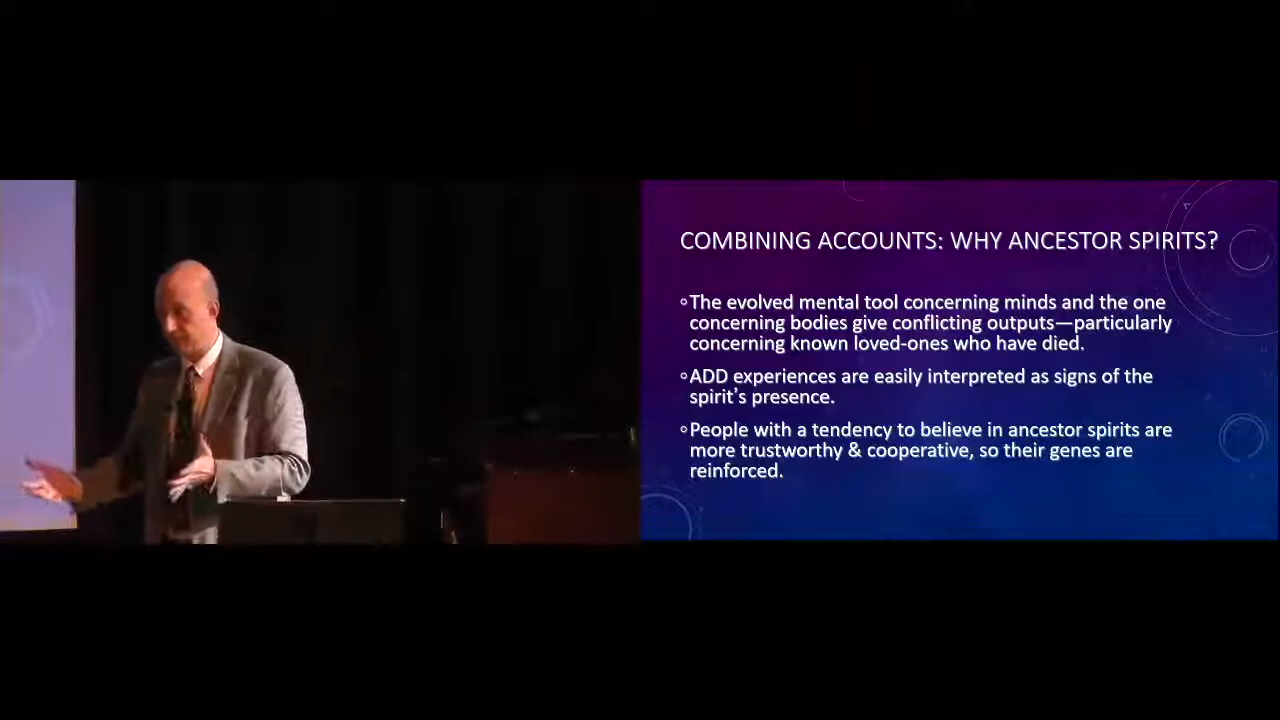 COMBINING ACCOUNTS: WHY ANCESTOR SPIRITS?
◦The evolved mental tool concerning minds and the one
concerning bodies give conflicting outputs—particularly
concerning known loved-ones who have died.
◦ADD experiences are easily interpreted as signs of the
spirit's presence.
◦People with a tendency to believe in ancestor spirits are
more trustworthy & cooperative, so their genes are
reinforced.